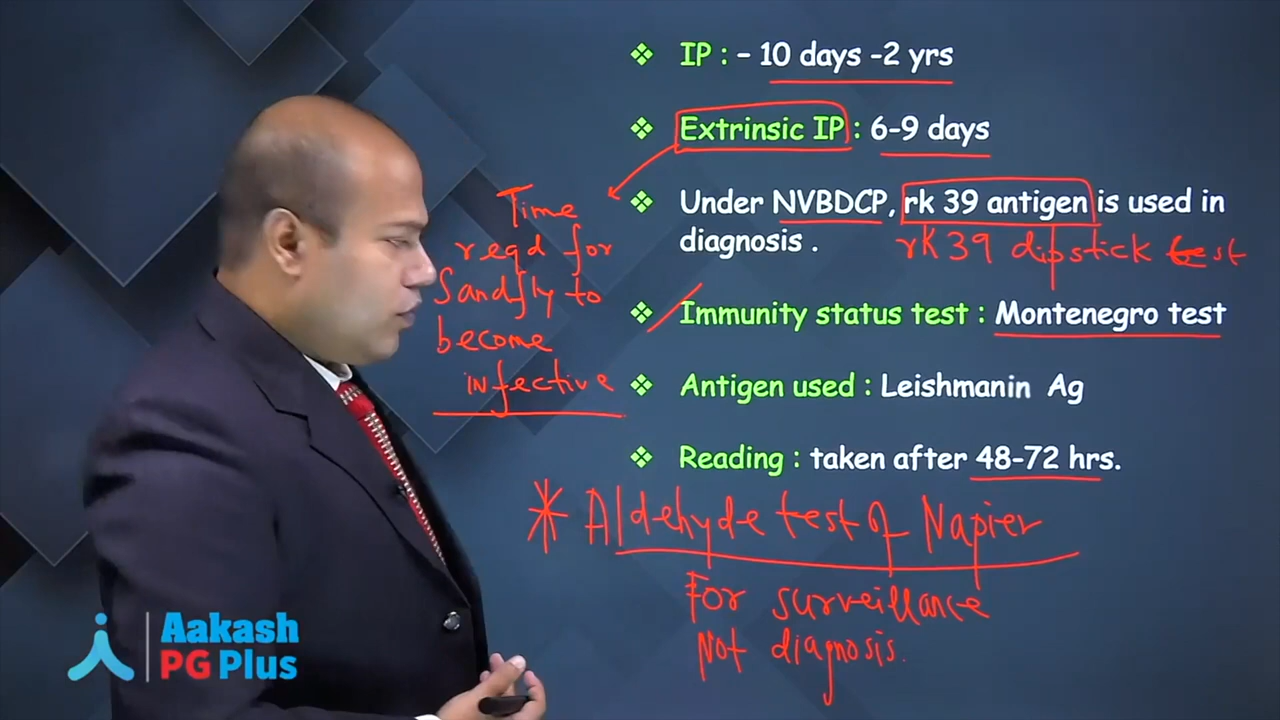 ❖ IP : – 10 days -2 yrs
❖ Extrinsic IP : 6-9 days
Time
reqd for
Sandfly to
become
infective
❖ Under NVBDCP, rk 39 antigen is used in
diagnosis .
rK39 dipstick test
❖ Immunity status test : Montenegro test
❖ Antigen used : Leishmanin Ag
❖ Reading : taken after 48-72 hrs.
* Aldehyde test of Napier
For surveillance
Not diagnosis.
Aakash
PG Plus